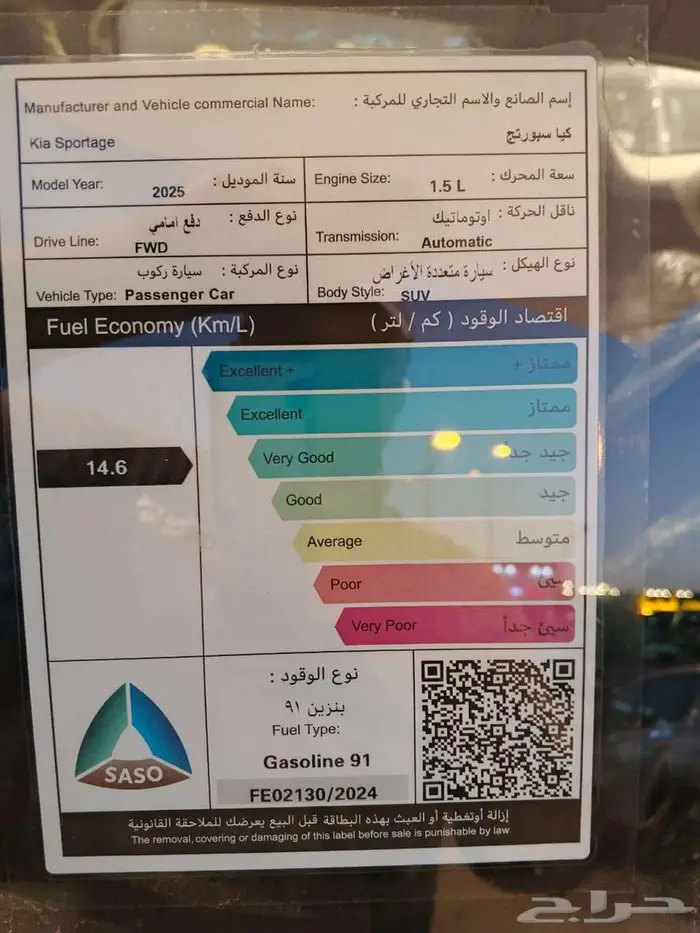 Manufacturer and Vehicle commercial Name: إسم الصانع والاسم التجاري للمركبة :
Kia Sportage كيا سبورتج
Model Year: 2025 سنة الموديل :
Engine Size: 1.5 L سعة المحرك :
نوع الدفع : دفع امامي
Drive Line: FWD
ناقل الحركة : اوتوماتيك
Transmission: Automatic
نوع المركبة : سيارة ركوب
Vehicle Type: Passenger Car
نوع الهيكل : سيارة متعددة الأغراض
Body Style: SUV
Fuel Economy (Km/L) اقتصاد الوقود ( كم / لتر )
Excellent + ممتاز +
Excellent ممتاز
14.6
Very Good جيد جداً
Good جيد
Average متوسط
Poor سيئ
Very Poor سيئ جداً
SASO
نوع الوقود :
بنزين ٩١
Fuel Type:
Gasoline 91
FE02130/2024
إزالة أوتغطية أو العبث بهذه البطاقة قبل البيع يعرضك للملاحقة القانونية
The removal, covering or damaging of this label before sale is punishable by law
حراج